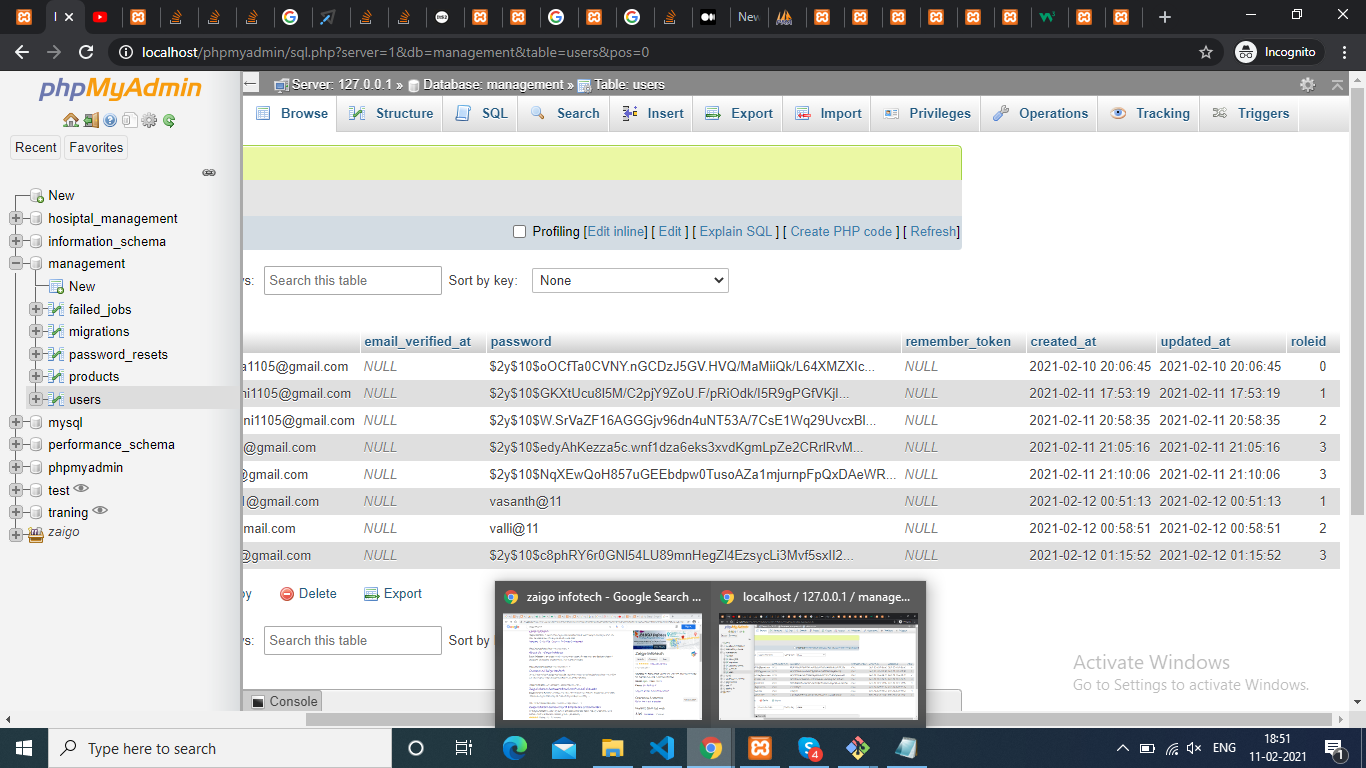 New
localhost/phpmyadmin/sql.php?server=1&db=management&table=users&pos=0
Incognito
phpMyAdmin
Recent
Favorites
New
hosiptal_management
information_schema
management
New
failed_jobs
migrations
password_resets
products
users
mysql
performance_schema
phpmyadmin
test
traning
zaigo
Server: 127.0.0.1 » Database: management » Table: users
Browse Structure SQL Search Insert Export Import Privileges Operations Tracking Triggers
Profiling [Edit inline] [ Edit ] [ Explain SQL ] [ Create PHP code ] [ Refresh]
Search this table Sort by key: None
email_verified_at password remember_token created_at updated_at roleid
a1105@gmail.com NULL $2y$10$oOCfTa0CVNY.nGCDzJ5GV.HVQ/MaMiiQk/L64XMZXIc... NULL 2021-02-10 20:06:45 2021-02-10 20:06:45 0
ni1105@gmail.com NULL $2y$10$GKXtUcu8I5M/C2pjY9ZoU.F/pRiOdk/I5R9gPGfVKjl... NULL 2021-02-11 17:53:19 2021-02-11 17:53:19 1
ni1105@gmail.com NULL $2y$10$W.SrVaZF16AGGGjv96dn4uNT53A/7CsE1Wq29UvcxBl... NULL 2021-02-11 20:58:35 2021-02-11 20:58:35 2
@gmail.com NULL $2y$10$edyAhKezza5c.wnf1dza6eks3xvdKgmLpZe2CRrlRvM... NULL 2021-02-11 21:05:16 2021-02-11 21:05:16 3
@gmail.com NULL $2y$10$NqXEwQoH857uGEEbdpw0TusoAZa1mjurnpFpQxDAeWR... NULL 2021-02-11 21:10:06 2021-02-11 21:10:06 3
1@gmail.com NULL vasanth@11 NULL 2021-02-12 00:51:13 2021-02-12 00:51:13 1
mail.com NULL valli@11 NULL 2021-02-12 00:58:51 2021-02-12 00:58:51 2
@gmail.com NULL $2y$10$c8phRY6r0GNl54LU89mnHegZl4EzsycLi3Mvf5sxIl2... NULL 2021-02-12 01:15:52 2021-02-12 01:15:52 3
Delete Export
Search this table Sort by
zaigo infotech - Google Search ... localhost / 127.0.0.1 / manage...
Activate Windows
Go to Settings to activate Windows.
Console
Type here to search
4
ENG
18:51
11-02-2021
1